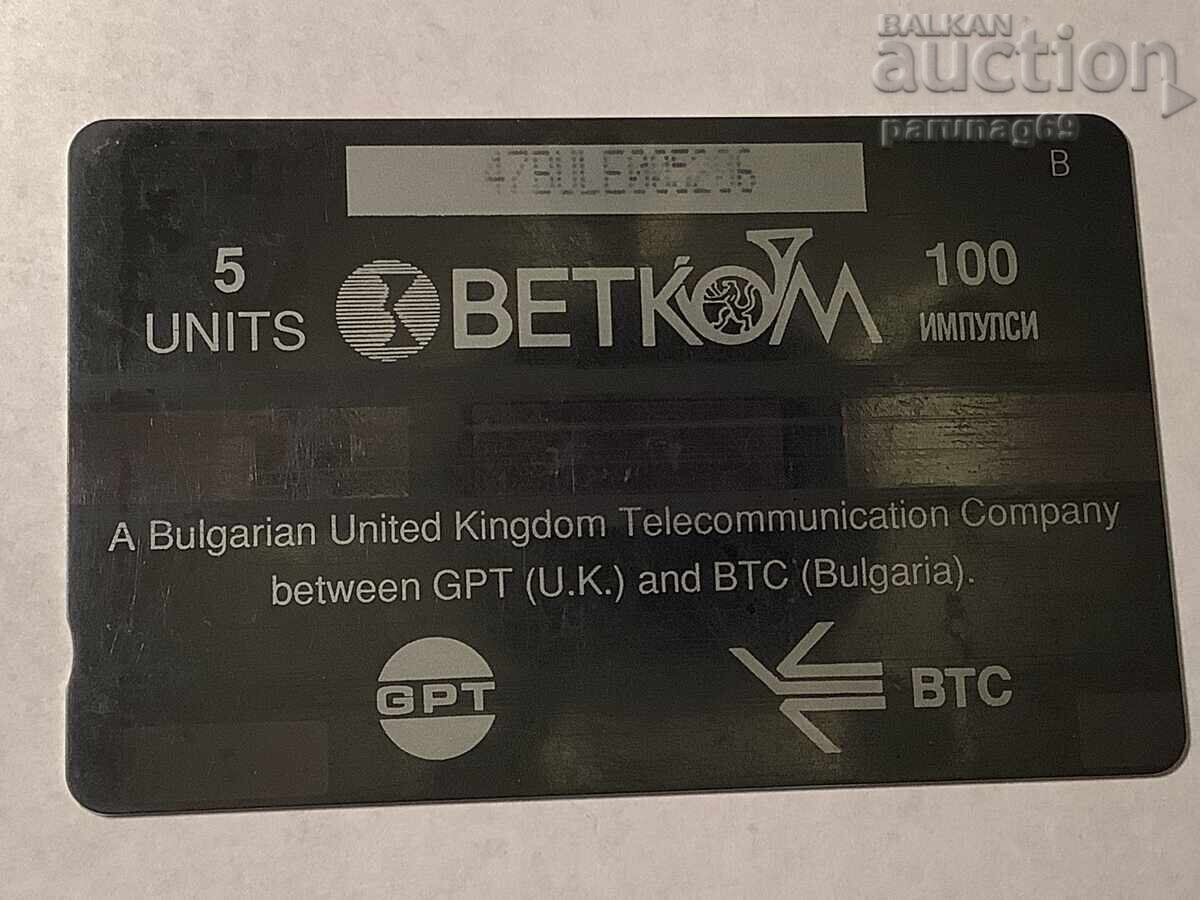 BALKAN
auction
parunag69
47BULE005286
B
5
UNITS
BETKOM
100
ИМПУЛСИ
A Bulgarian United Kingdom Telecommunication Company
between GPT (U.K.) and BTC (Bulgaria).
GPT
BTC